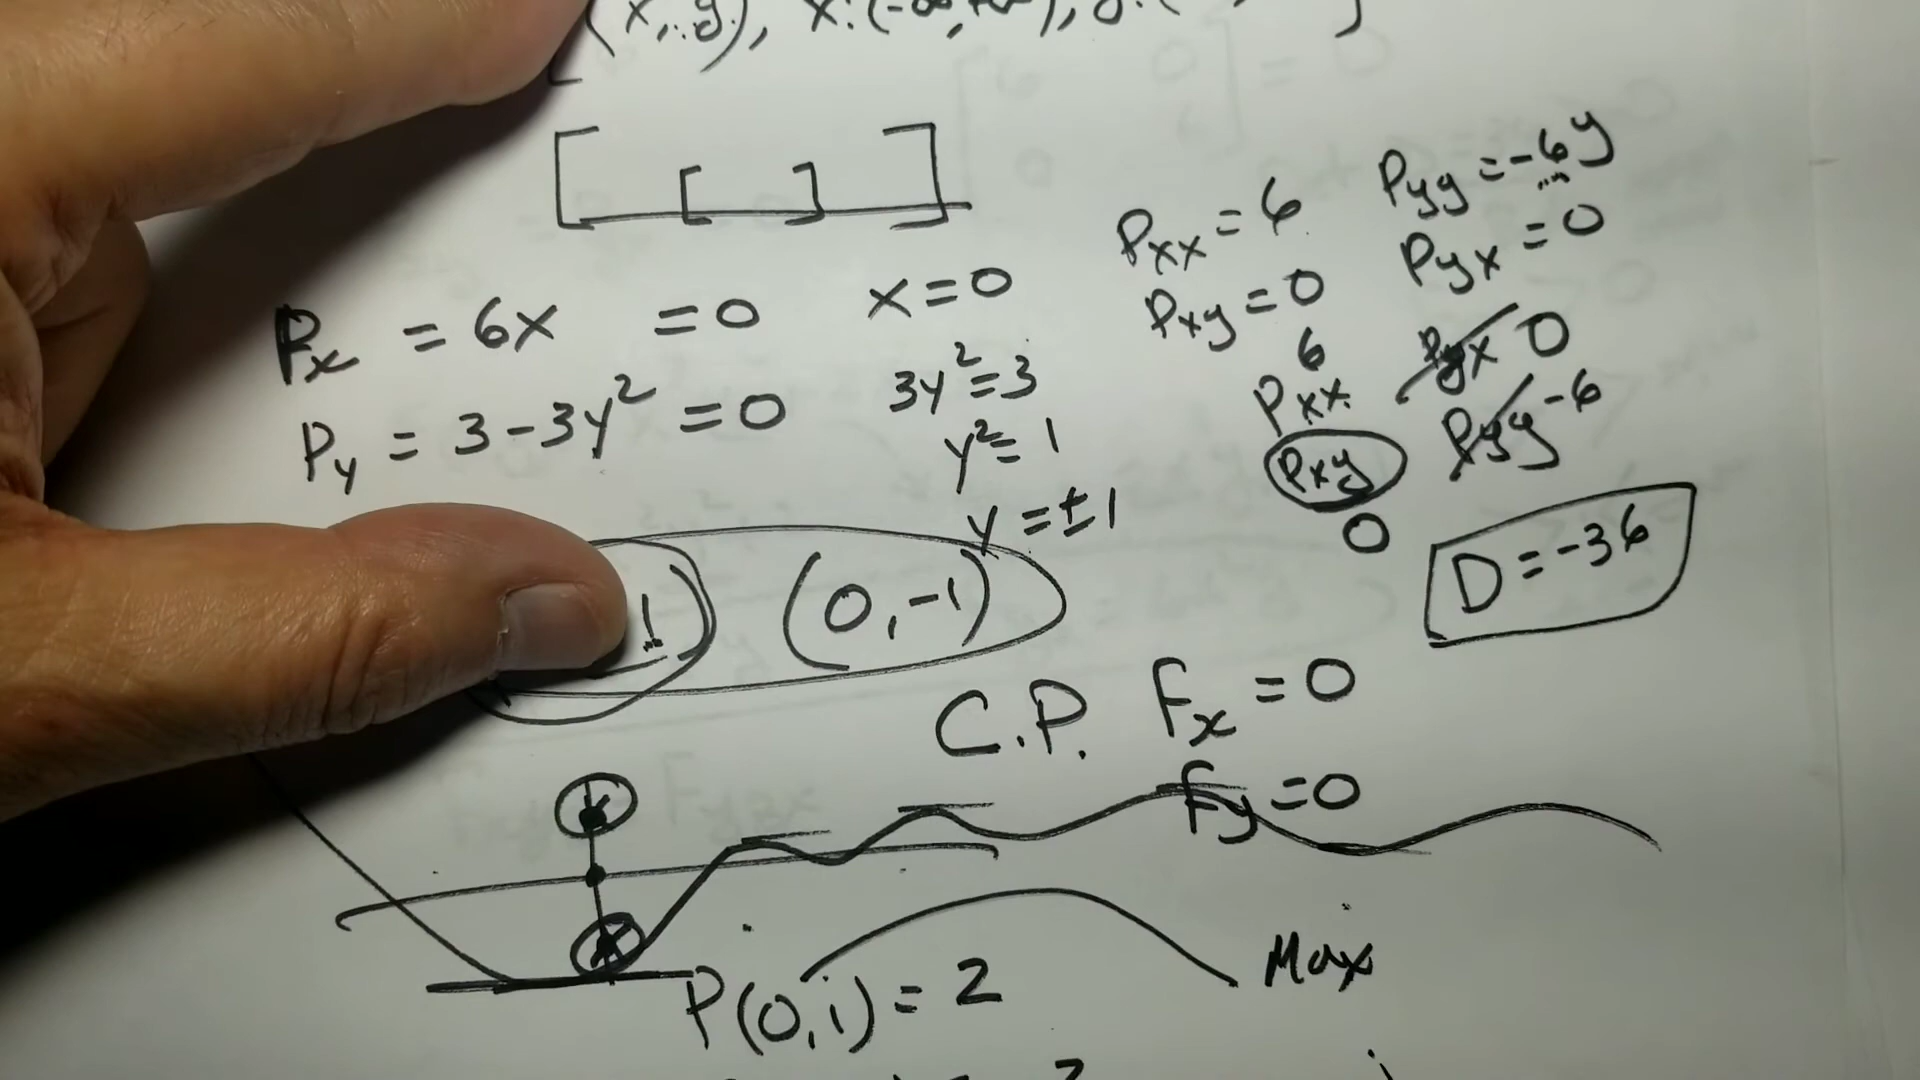 (x, y), x:(-∞,+∞), y:(
Px = 6x = 0 x = 0
Py = 3-3y² = 0 3y² = 3
y² = 1
y = ±1
Pxx = 6 Pyy = -6y
Pxy = 0 Pyx = 0
6 Pyx 0
Pxx Pyy -6
Pxy
0
D = -36
1) (0,-1)
C.P. Fx = 0
Fy = 0
Max
P(0,1) = 2